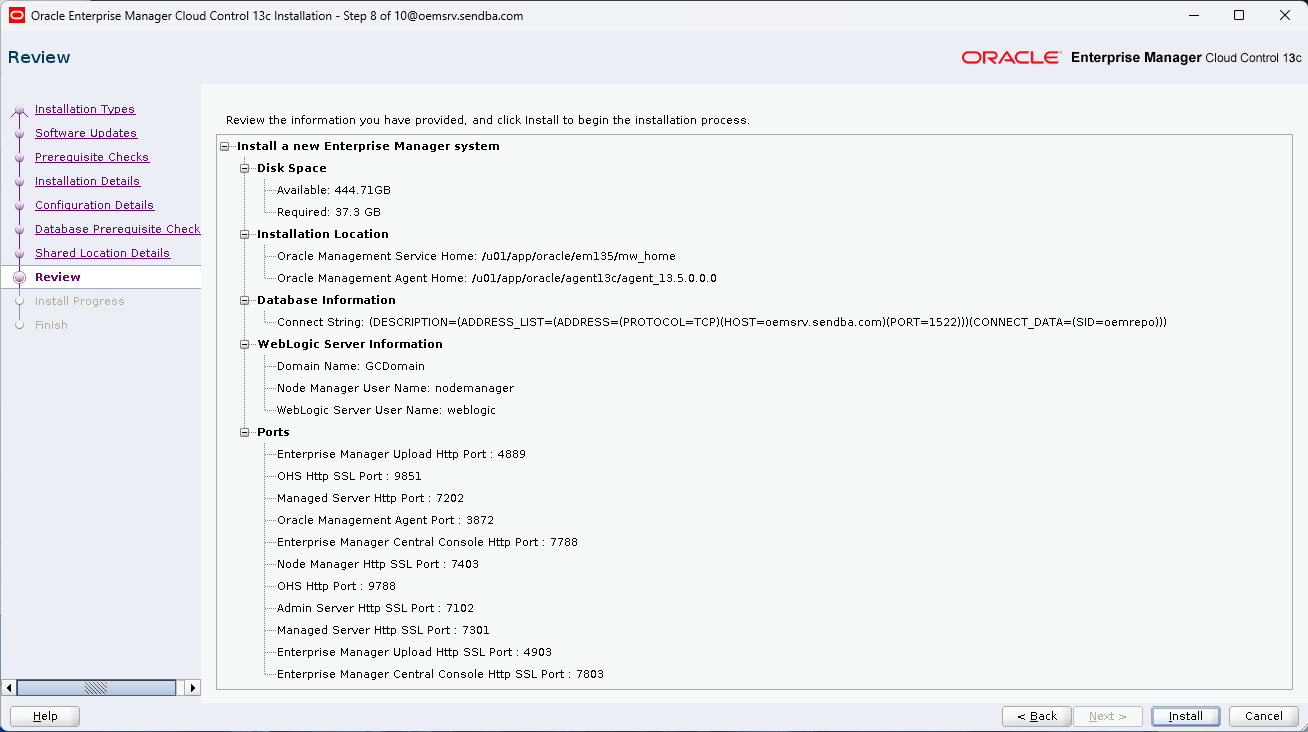 Oracle Enterprise Manager Cloud Control 13c Installation - Step 8 of 10@oemsrv.sendba.com
Review
ORACLE Enterprise Manager Cloud Control 13c
Installation Types
Software Updates
Prerequisite Checks
Installation Details
Configuration Details
Database Prerequisite Check
Shared Location Details
Review
Install Progress
Finish
Review the information you have provided, and click Install to begin the installation process.
Install a new Enterprise Manager system
Disk Space
Available: 444.71GB
Required: 37.3 GB
Installation Location
Oracle Management Service Home: /u01/app/oracle/em135/mw_home
Oracle Management Agent Home: /u01/app/oracle/agent13c/agent_13.5.0.0.0
Database Information
Connect String: (DESCRIPTION=(ADDRESS_LIST=(ADDRESS=(PROTOCOL=TCP)(HOST=oemsrv.sendba.com)(PORT=1522)))(CONNECT_DATA=(SID=oemrepo)))
WebLogic Server Information
Domain Name: GCDomain
Node Manager User Name: nodemanager
WebLogic Server User Name: weblogic
Ports
Enterprise Manager Upload Http Port : 4889
OHS Http SSL Port : 9851
Managed Server Http Port : 7202
Oracle Management Agent Port : 3872
Enterprise Manager Central Console Http Port : 7788
Node Manager Http SSL Port : 7403
OHS Http Port : 9788
Admin Server Http SSL Port : 7102
Managed Server Http SSL Port : 7301
Enterprise Manager Upload Http SSL Port : 4903
Enterprise Manager Central Console Http SSL Port : 7803
Help
< Back
Next >
Install
Cancel